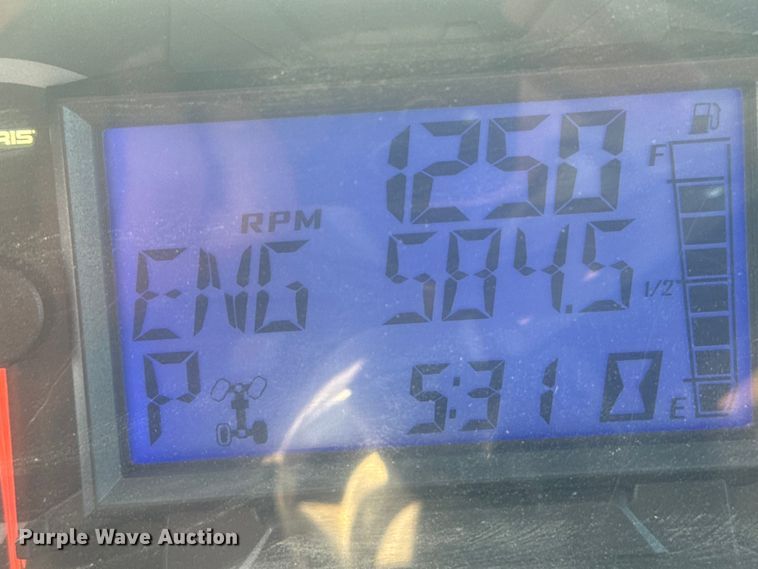 RIS
1250
F
RPM
ENG 584.5
1/2
P 5:31
E
Purple Wave Auction